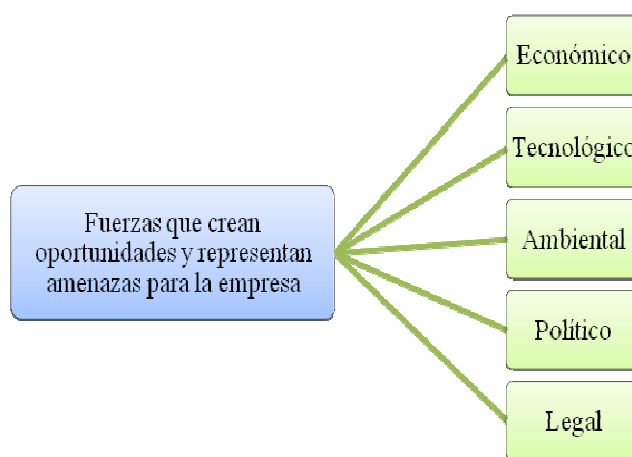 Fuerzas que crean
oportunidades y representan
amenazas para la empresa
Económico
Tecnológico
Ambiental
Político
Legal